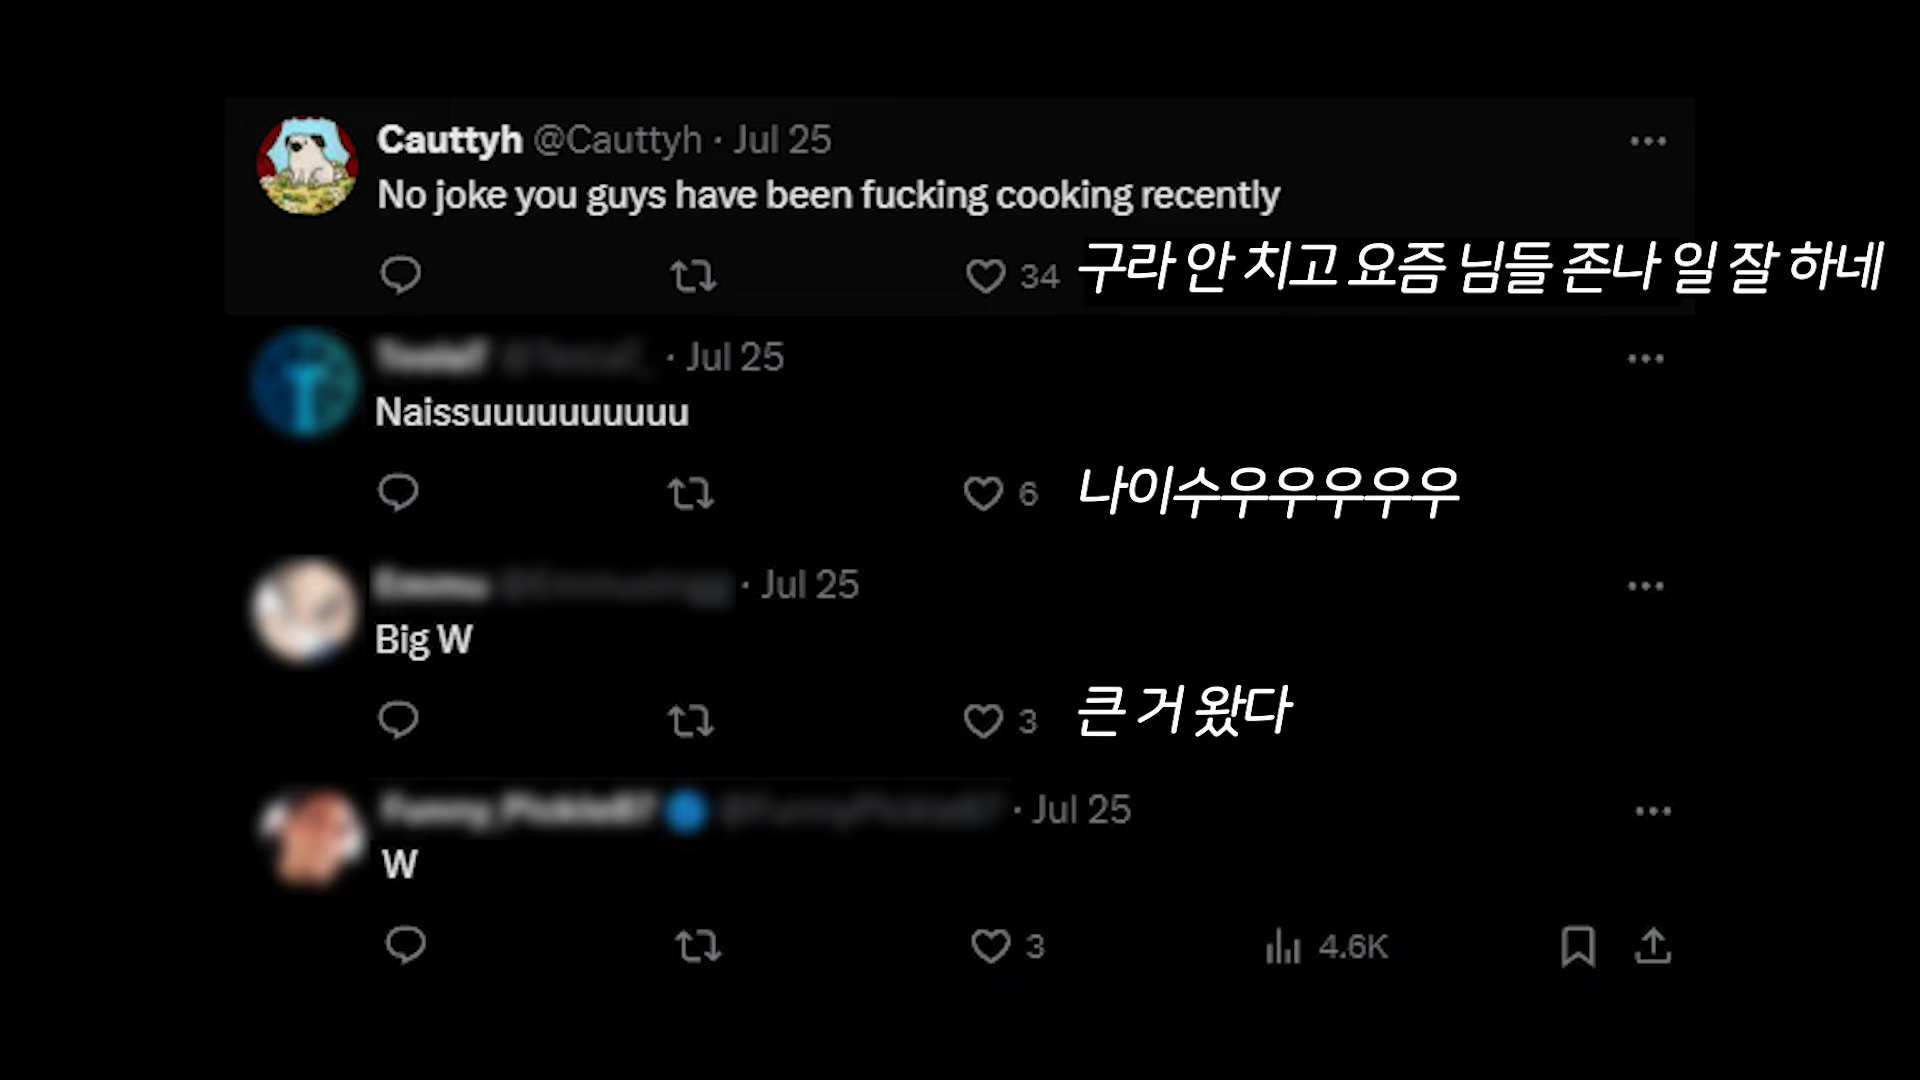 Cauttyh @Cauttyh · Jul 25
No joke you guys have been fucking cooking recently
34
구라 안 치고 요즘 님들 존나 일 잘 하네
· Jul 25
Naissuuuuuuuuuu
6
나이수우우우우우
· Jul 25
Big W
3
큰 거 왔다
· Jul 25
W
3
4.6K